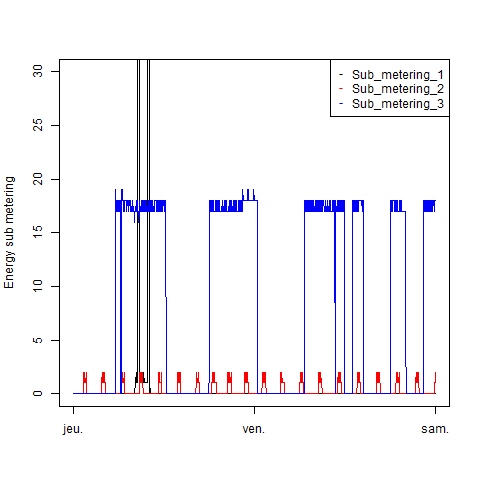 30
25
20
15
10
5
0
Energy sub metering
Sub_metering_1
Sub_metering_2
Sub_metering_3
jeu. ven. sam.